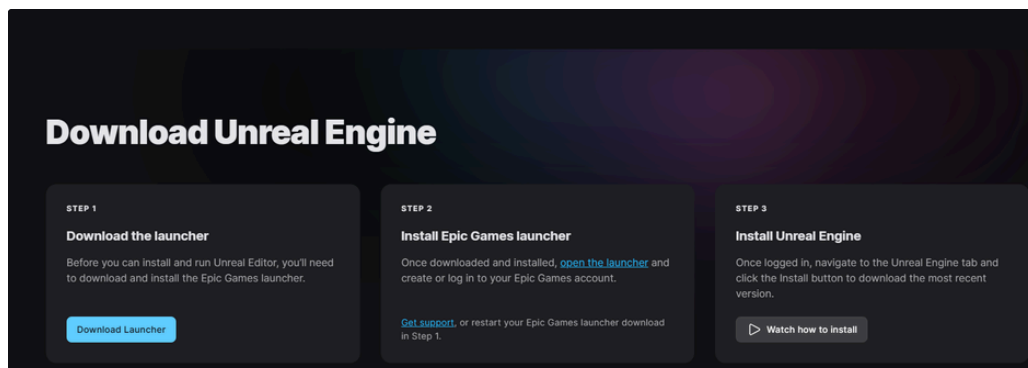 Download Unreal Engine
STEP 1
Download the launcher
Before you can install and run Unreal Editor, you'll need
to download and install the Epic Games launcher.
Download Launcher
STEP 2
Install Epic Games launcher
Once downloaded and installed, open the launcher and
create or log in to your Epic Games account.
Get support, or restart your Epic Games launcher download
in Step 1.
STEP 3
Install Unreal Engine
Once logged in, navigate to the Unreal Engine tab and
click the Install button to download the most recent
version.
Watch how to install